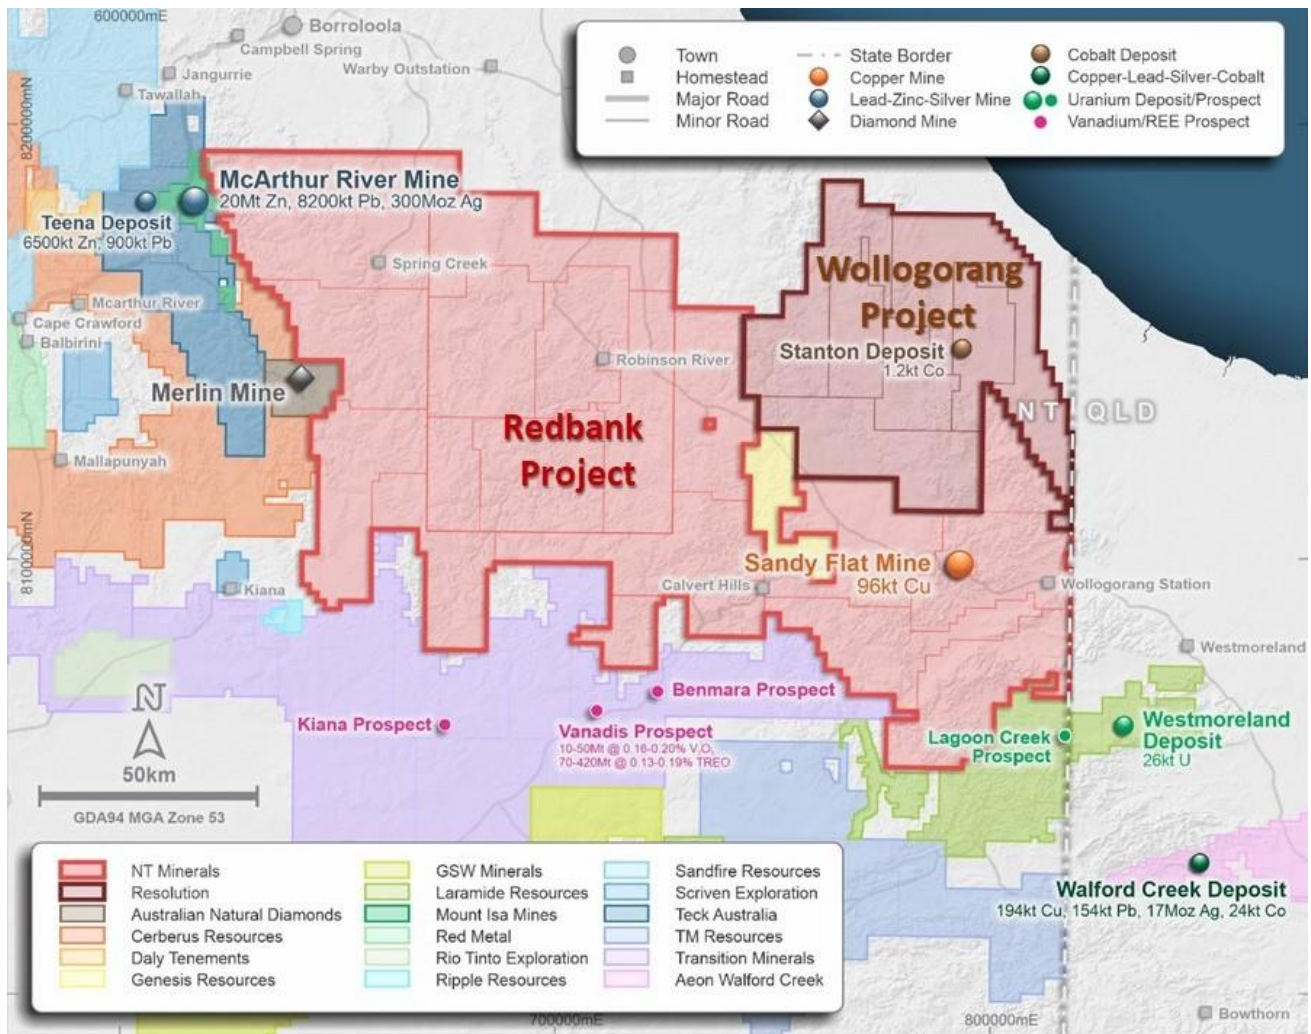 600000mE
Borroloola
Campbell Spring
Warby Outstation
Jangurrie
Tawallah
8200000mN
Town
Homestead
Major Road
Minor Road
State Border
Copper Mine
Lead-Zinc-Silver Mine
Diamond Mine
Cobalt Deposit
Copper-Lead-Silver-Cobalt
Uranium Deposit/Prospect
Vanadium/REE Prospect
McArthur River Mine
20Mt Zn, 8200kt Pb, 300Moz Ag
Teena Deposit
6500kt Zn, 900kt Pb
Spring Creek
Wollogorang
Project
Mcarthur River
Cape Crawford
Balbirini
Stanton Deposit
1.2kt Co
Robinson River
Merlin Mine
NT QLD
Redbank
Project
Mallapunyah
8100000mN
Sandy Flat Mine
96kt Cu
Kiana
Calvert Hills
Wollogorang Station
Westmoreland
Benmara Prospect
Kiana Prospect
Vanadis Prospect
10-50Mt @ 0.16-0.20% V₂O₅
70-420Mt @ 0.13-0.19% TREO
Lagoon Creek
Prospect
Westmoreland
Deposit
26kt U
N
50km
GDA94 MGA Zone 53
Walford Creek Deposit
194kt Cu, 154kt Pb, 17Moz Ag, 24kt Co
NT Minerals
Resolution
Australian Natural Diamonds
Cerberus Resources
Daly Tenements
Genesis Resources
GSW Minerals
Laramide Resources
Mount Isa Mines
Red Metal
Rio Tinto Exploration
Ripple Resources
Sandfire Resources
Scriven Exploration
Teck Australia
TM Resources
Transition Minerals
Aeon Walford Creek
700000mE
800000mE
Bowthorn